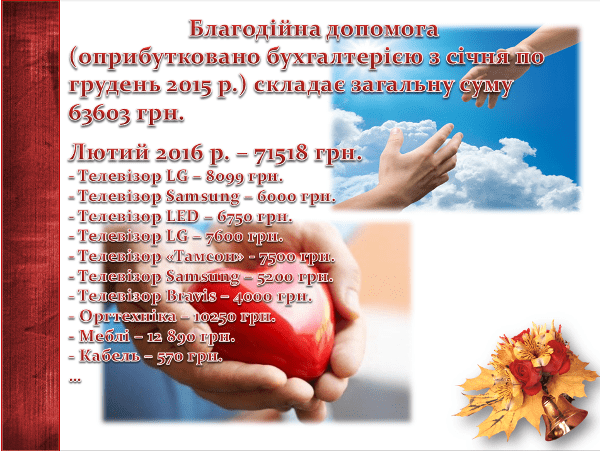 Благодійна допомога
(оприбутковано бухгалтерією з січня по
грудень 2015 р.) складає загальну суму
63603 грн.
Лютий 2016 р. – 71518 грн.
- Телевізор LG – 8099 грн.
- Телевізор Samsung – 6000 грн.
- Телевізор LED – 6750 грн.
- Телевізор LG – 7600 грн.
- Телевізор «Тамсон» - 7500 грн.
- Телевізор Samsung – 5200 грн.
- Телевізор Bravis – 4000 грн.
- Оргтехніка – 10250 грн.
- Меблі – 12 890 грн.
- Кабель – 570 грн.
...